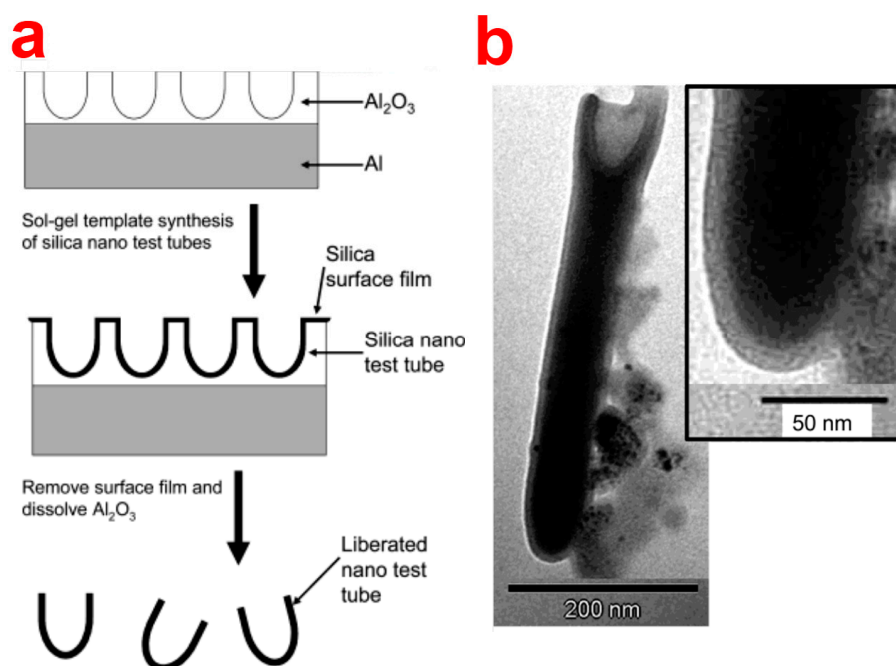 a
Al₂O₃
Al
Sol-gel template synthesis
of silica nano test tubes
Silica
surface film
Silica nano
test tube
Remove surface film and
dissolve Al₂O₃
Liberated
nano test
tube
b
50 nm
200 nm